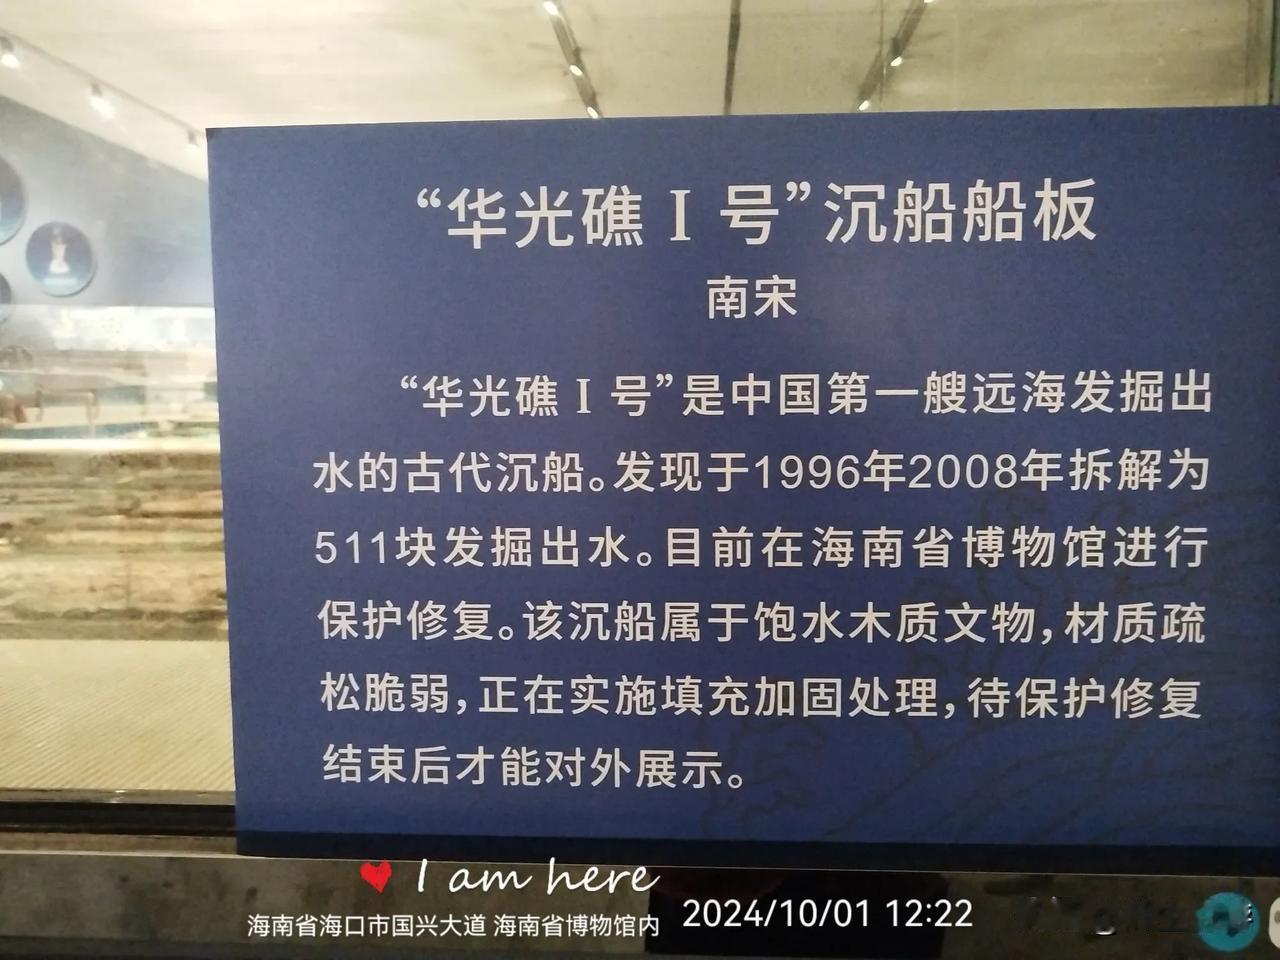 “华光礁Ⅰ号”沉船船板
南宋
“华光礁Ⅰ号”是中国第一艘远海发掘出
水的古代沉船。发现于1996年2008年拆解为
511块发掘出水。目前在海南省博物馆进行
保护修复。该沉船属于饱水木质文物，材质疏
松脆弱，正在实施填充加固处理，待保护修复
结束后才能对外展示。
I am here
海南省海口市国兴大道 海南省博物馆内
2024/10/01 12:22